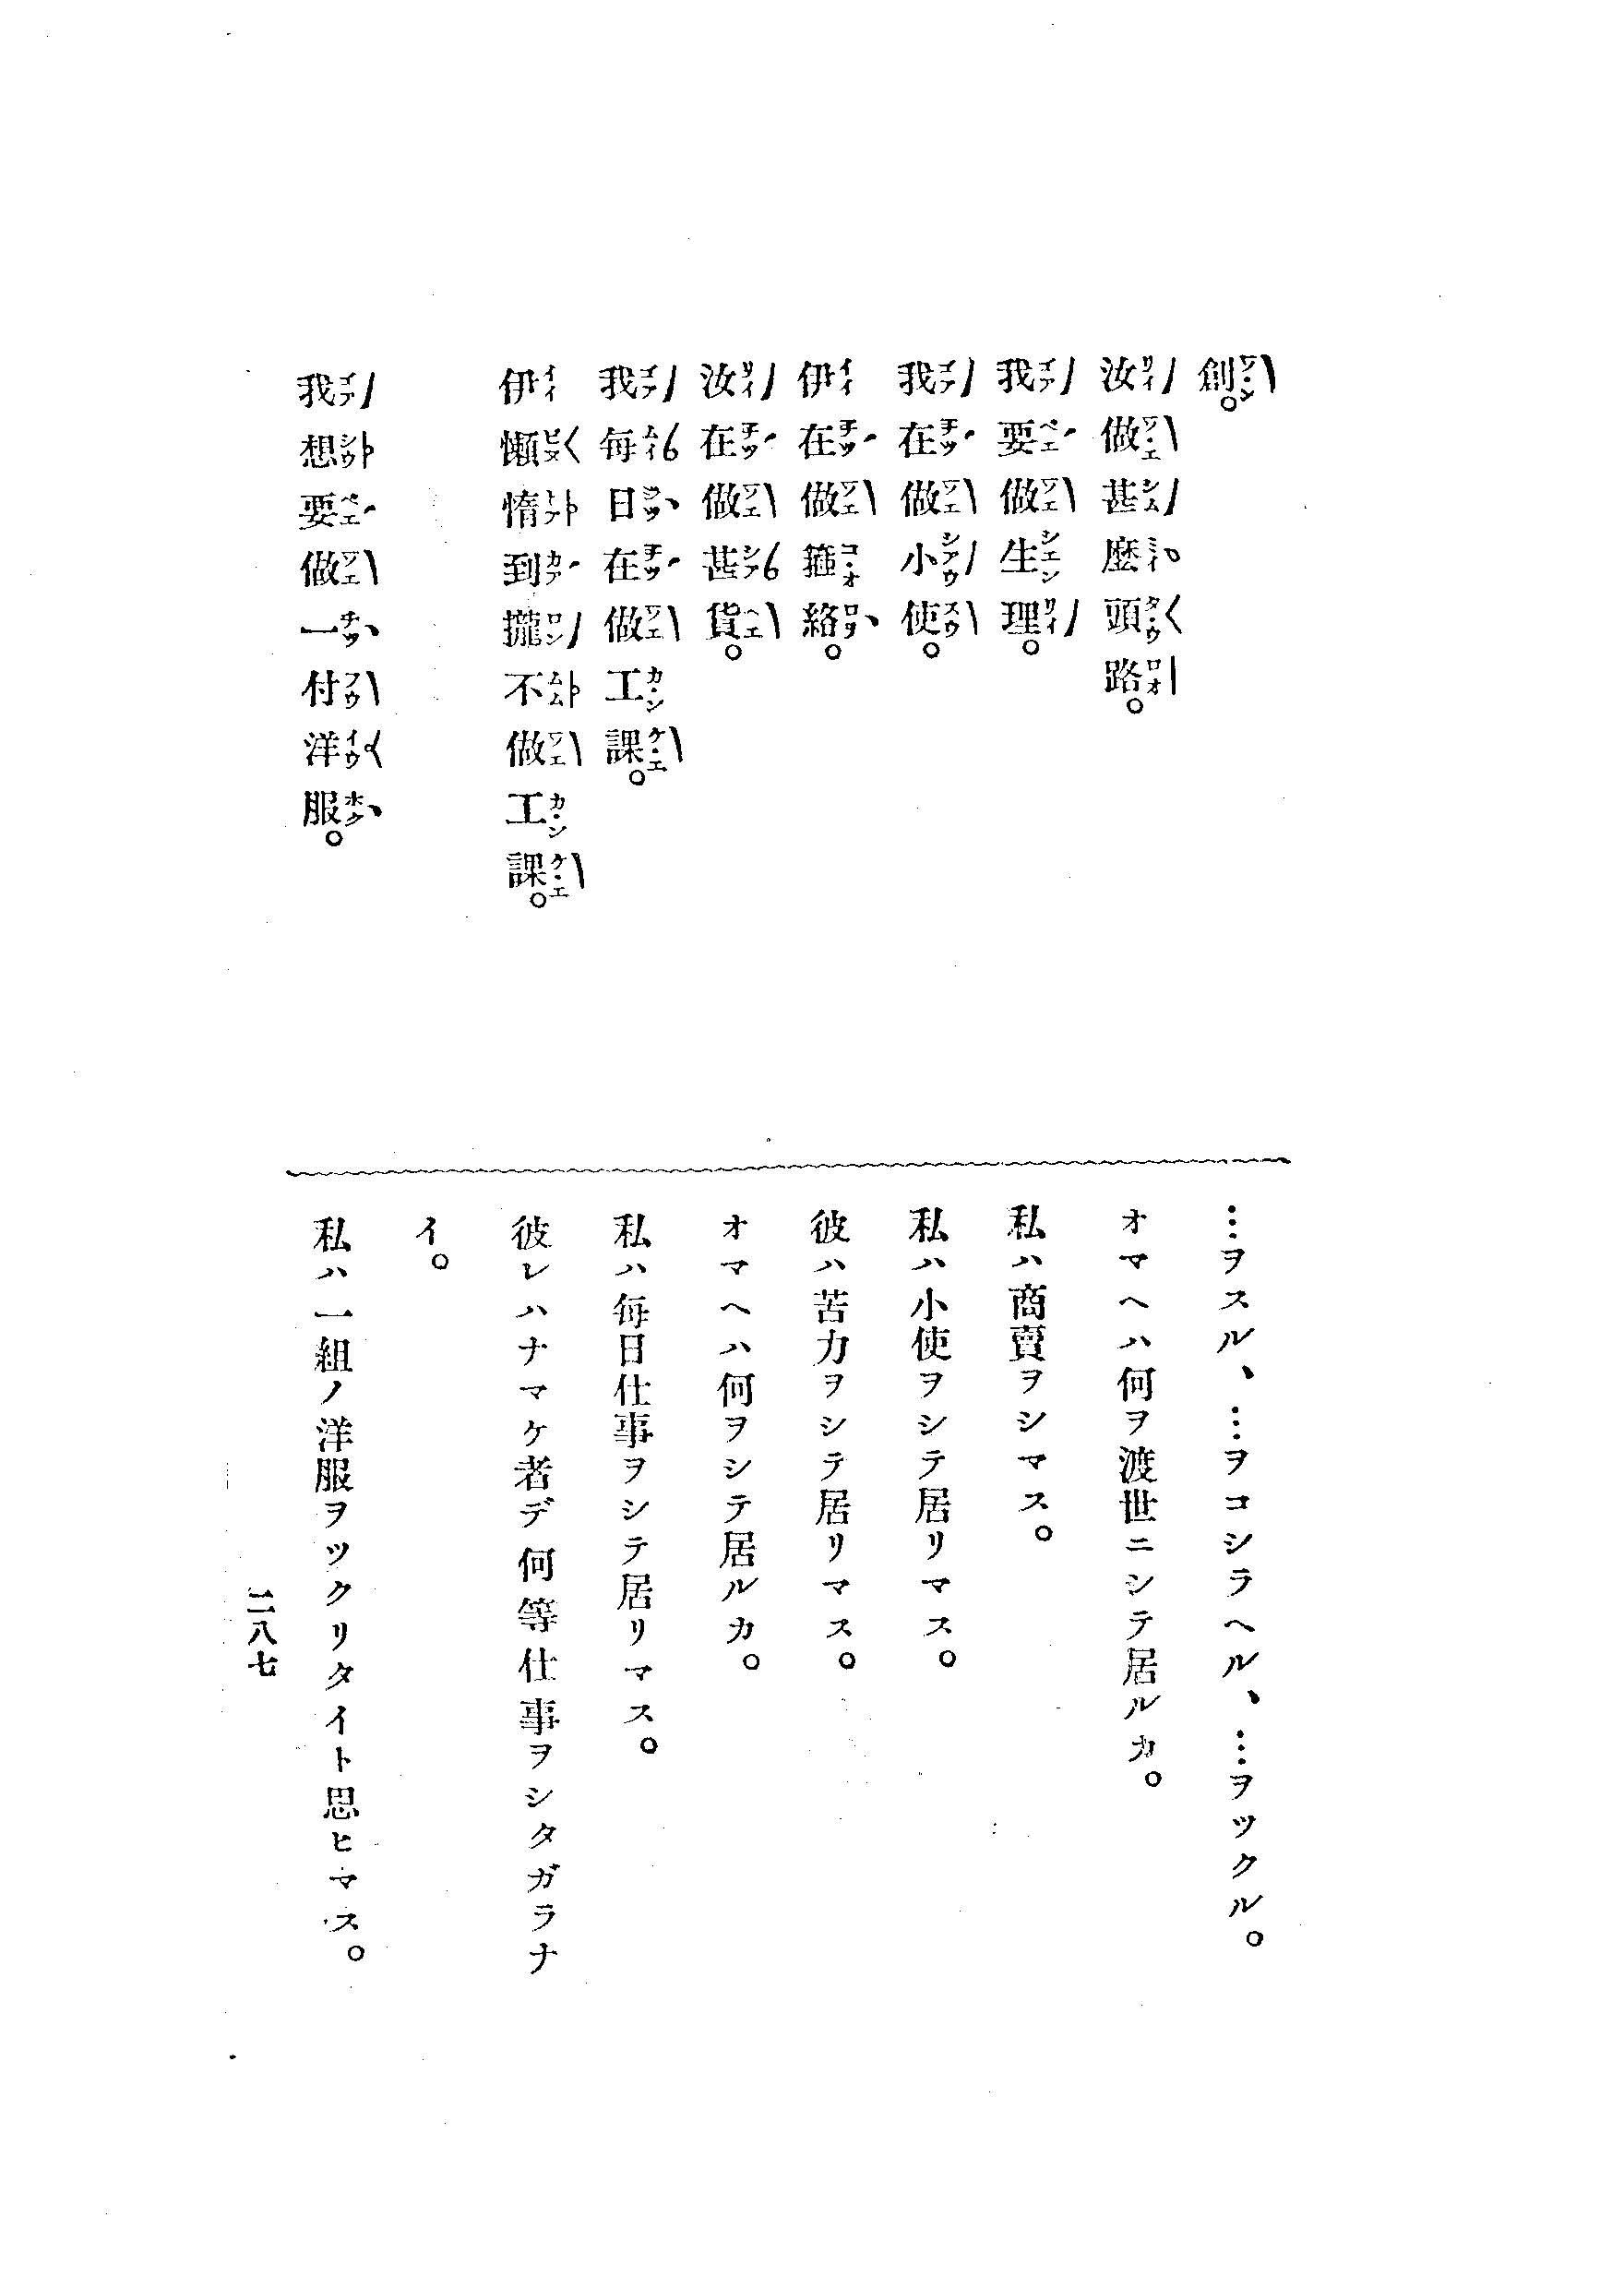 創。
汝做甚麼頭路。
我要做生理。
我在做小使。
伊在做箍絡。
汝在做甚貨。
我每日在做工課。
伊懶惰到攏不做工課。
我想要做一付洋服。
…ヲスル、…ヲコシラヘル、…ヲツクル。
オマヘハ何ヲ渡世ニシテ居ルカ。
私ハ商賣ヲシマス。
私ハ小使ヲシテ居リマス。
彼ハ苦力ヲシテ居リマス。
オマヘハ何ヲシテ居ルカ。
私ハ毎日仕事ヲシテ居リマス。
彼レハナマケ者デ何等仕事ヲシタガラナ
イ。
私ハ一組ノ洋服ヲツクリタイト思ヒマス。
二八七